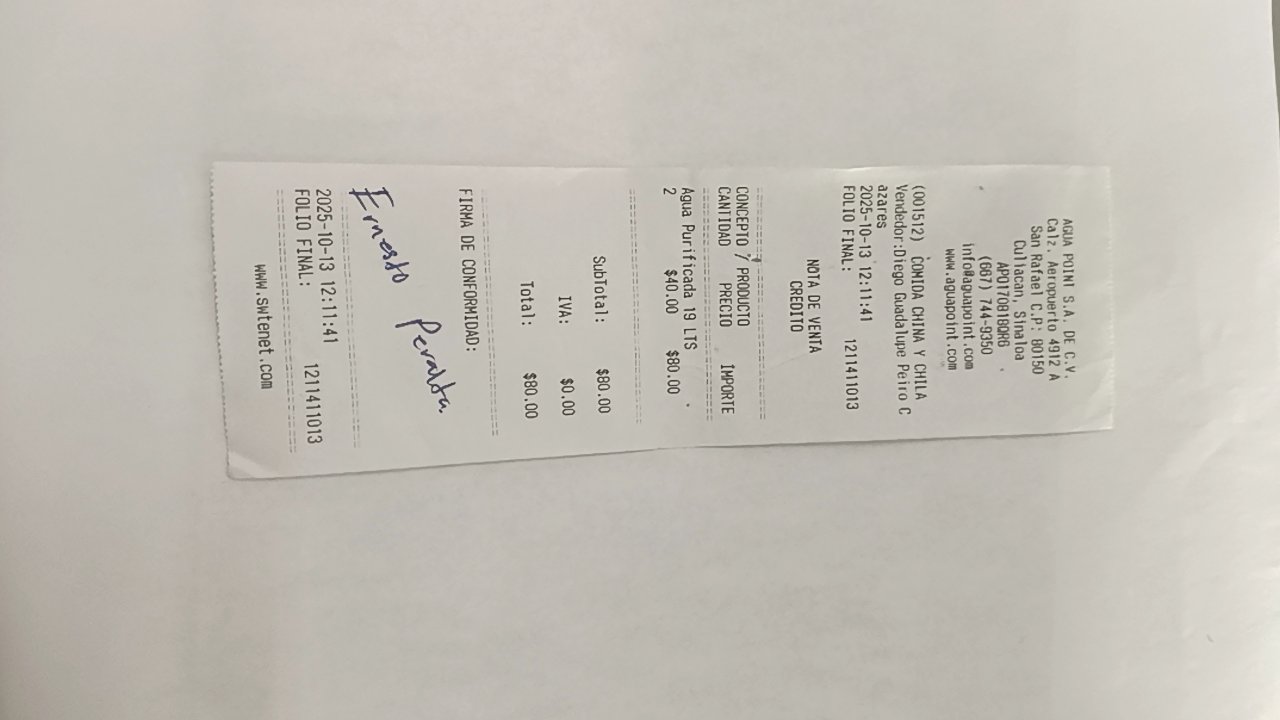 AGUA POINT S.A. DE C.V.
Calz. Aeropuerto 4912 A
San Rafael C.P: 80150
Culiacan, Sinaloa
APO170818QR6
(667) 744-9350
info@aguapoint.com
www.aguapoint.com
(001512) COMIDA CHINA Y CHILA
Vendedor:Diego Guadalupe Peiro C
azares
2025-10-13 12:11:41
FOLIO FINAL: 1211411013
NOTA DE VENTA
CREDITO
CONCEPTO / PRODUCTO
CANTIDAD PRECIO IMPORTE
Agua Purificada 19 LTS
2 $40.00 $80.00
SubTotal: $80.00
IVA: $0.00
Total: $80.00
FIRMA DE CONFORMIDAD:
Ernesto Peralta
2025-10-13 12:11:41
FOLIO FINAL: 1211411013
www.swtenet.com